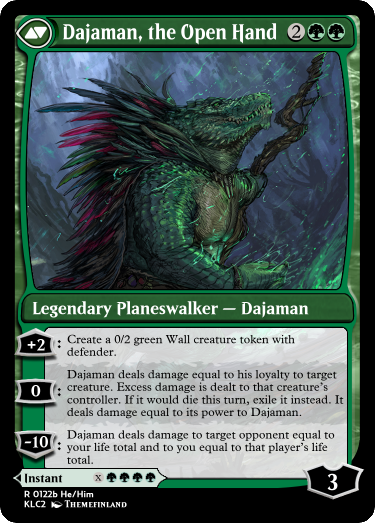 Dajaman, the Open Hand 2
Legendary Planeswalker — Dajaman
+2: Create a 0/2 green Wall creature token with
defender.
0: Dajaman deals damage equal to his loyalty to target
creature. Excess damage is dealt to that creature's
controller. If it would die this turn, exile it instead. It
deals damage equal to its power to Dajaman.
-10: Dajaman deals damage to target opponent equal to
your life total and to you equal to that player's life
total.
Instant X
3
R 0122b He/Him
KLC2 Themefinland